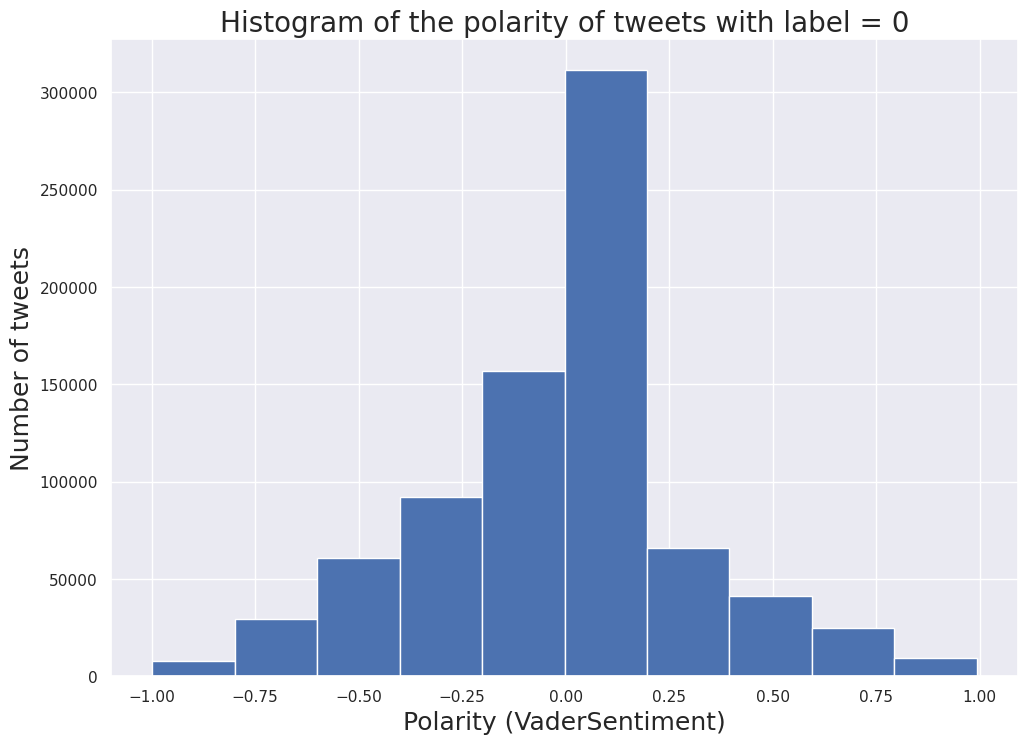 Histogram of the polarity of tweets with label = 0
Number of tweets
300000
250000
200000
150000
100000
50000
0
−1.00 −0.75 −0.50 −0.25 0.00 0.25 0.50 0.75 1.00
Polarity (VaderSentiment)